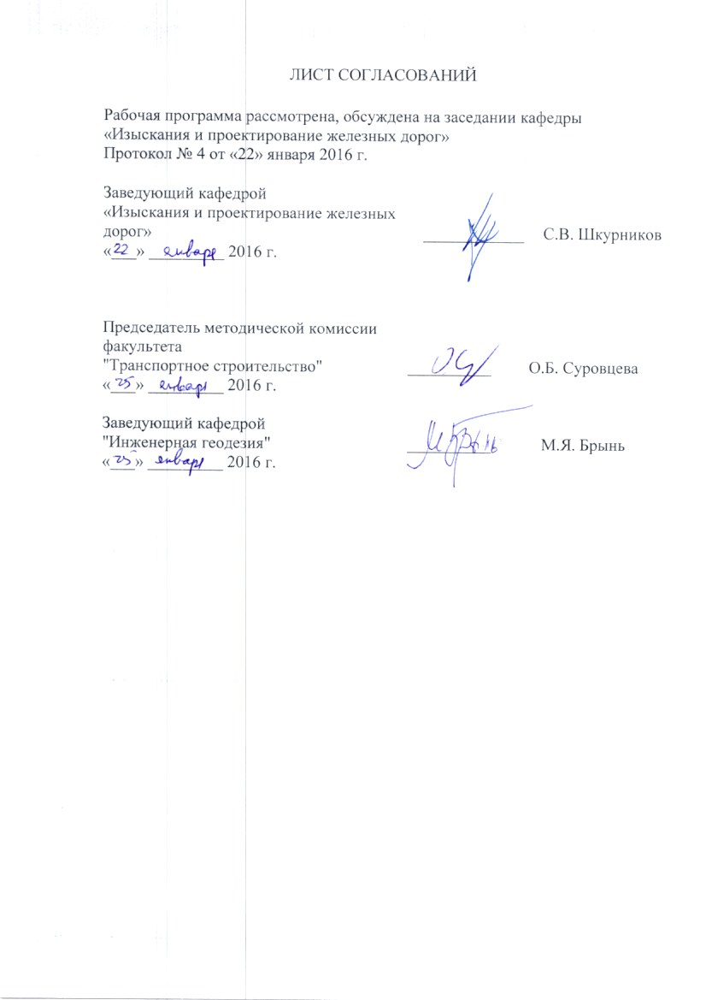 ЛИСТ СОГЛАСОВАНИЙ
Рабочая программа рассмотрена, обсуждена на заседании кафедры
«Изыскания и проектирование железных дорог»
Протокол № 4 от «22» января 2016 г.
Заведующий кафедрой
«Изыскания и проектирование железных
дорог» С.В. Шкурников
«22» января 2016 г.
Председатель методической комиссии
факультета
"Транспортное строительство" О.Б. Суровцева
«25» января 2016 г.
Заведующий кафедрой
"Инженерная геодезия" М.Я. Брынь
«25» января 2016 г.